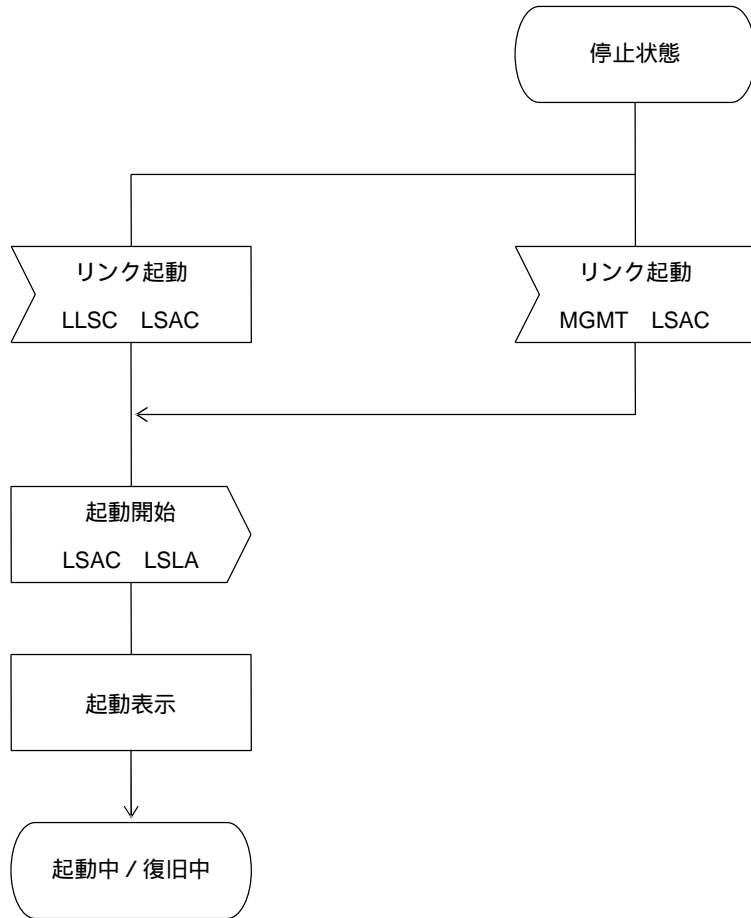 停止状態
リンク起動
LLSC LSAC
リンク起動
MGMT LSAC
起動開始
LSAC LSLA
起動表示
起動中 / 復旧中